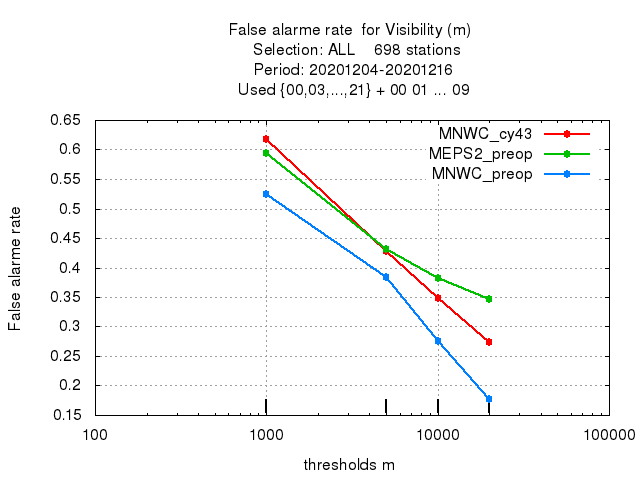 False alarme rate  for Visibility (m)
Selection: ALL    698 stations
Period: 20201204-20201216
Used {00,03,...,21} + 00 01 ... 09
0.65
0.6
0.55
0.5
0.45
0.4
0.35
0.3
0.25
0.2
0.15
MNWC_cy43
MEPS2_preop
MNWC_preop
False alarme rate
100
1000
10000
100000
thresholds m